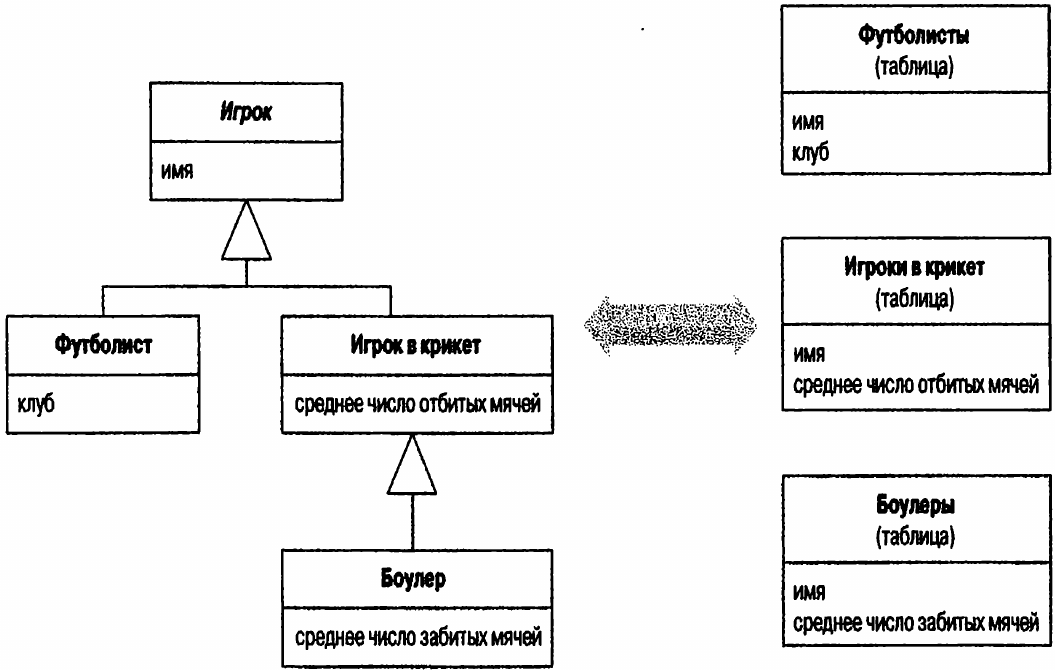 Игрок
имя
Футболист
клуб
Игрок в крикет
среднее число отбитых мячей
Боулер
среднее число забитых мячей
Футболисты
(таблица)
имя
клуб
Игроки в крикет
(таблица)
имя
среднее число отбитых мячей
Боулеры
(таблица)
имя
среднее число забитых мячей